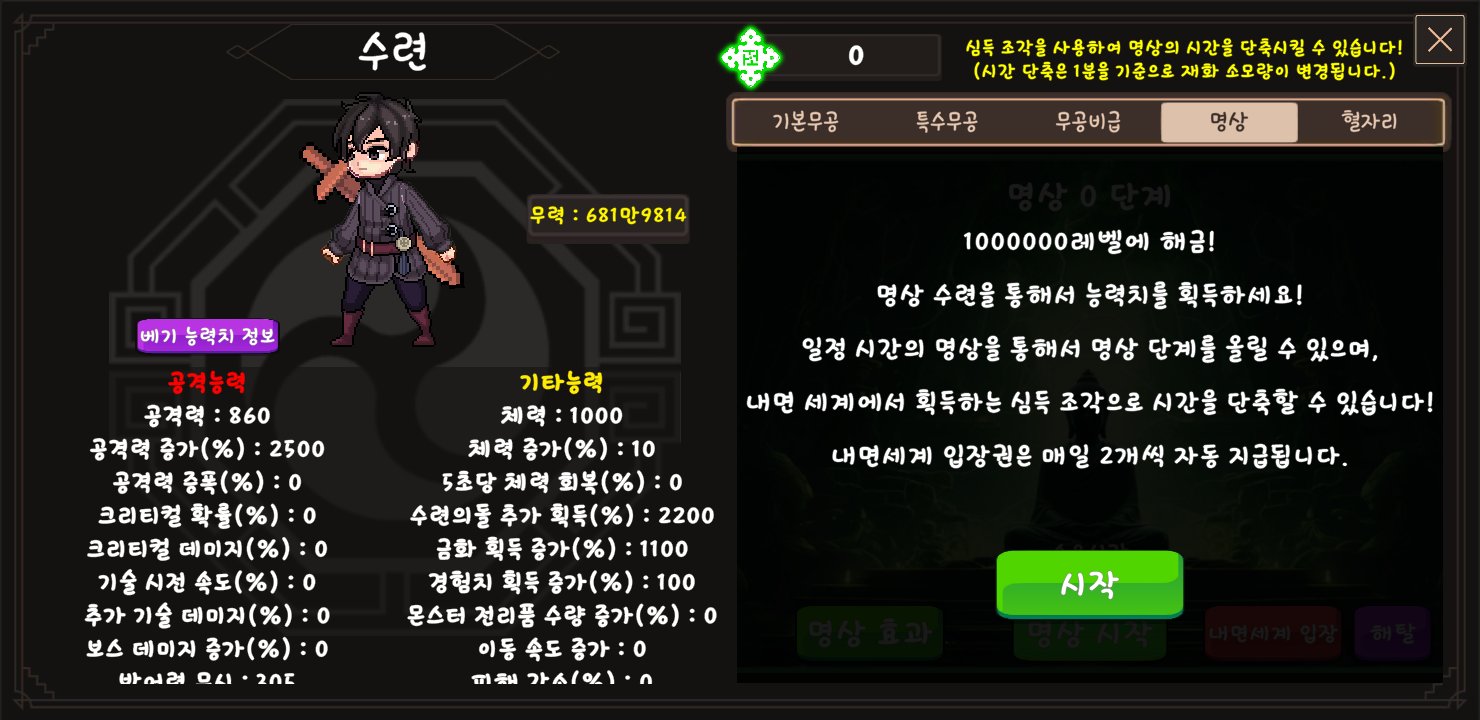 수련
무력 : 681만9814
베기 능력치 정보
공격능력
공격력 : 860
공격력 증가(%) : 2500
공격력 증폭(%) : 0
크리티컬 확률(%) : 0
크리티컬 데미지(%) : 0
기술 시전 속도(%) : 0
추가 기술 데미지(%) : 0
보스 데미지 증가(%) : 0
방어력 무시 : 305
기타능력
체력 : 1000
체력 증가(%) : 10
5초당 체력 회복(%) : 0
수련의돌 추가 획득(%) : 2200
금화 획득 증가(%) : 1100
경험치 획득 증가(%) : 100
몬스터 전리품 수량 증가(%) : 0
이동 속도 증가 : 0
피해 감소(%) : 0
0
심득 조각을 사용하여 명상의 시간을 단축시킬 수 있습니다!
(시간 단축은 1분을 기준으로 재화 소모량이 변경됩니다.)
기본무공 특수무공 무공비급 명상 혈자리
명상 0 단계
1000000레벨에 해금!
명상 수련을 통해서 능력치를 획득하세요!
일정 시간의 명상을 통해서 명상 단계를 올릴 수 있으며,
내면 세계에서 획득하는 심득 조각으로 시간을 단축할 수 있습니다!
내면세계 입장권은 매일 2개씩 자동 지급됩니다.
시작
명상 효과 명상 시작 내면세계 입장 해탈